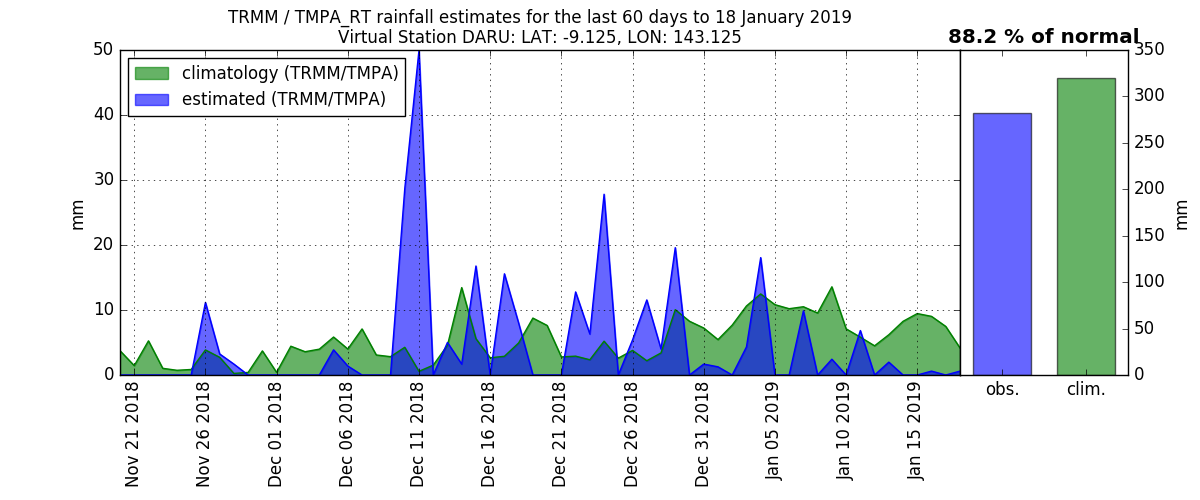 TRMM / TMPA_RT rainfall estimates for the last 60 days to 18 January 2019
Virtual Station DARU: LAT: -9.125, LON: 143.125
88.2 % of normal
climatology (TRMM/TMPA)
estimated (TRMM/TMPA)
50
40
30
20
10
0
mm
350
300
250
200
150
100
50
0
mm
obs.
clim.
Nov 21 2018
Nov 26 2018
Dec 01 2018
Dec 06 2018
Dec 11 2018
Dec 16 2018
Dec 21 2018
Dec 26 2018
Dec 31 2018
Jan 05 2019
Jan 10 2019
Jan 15 2019